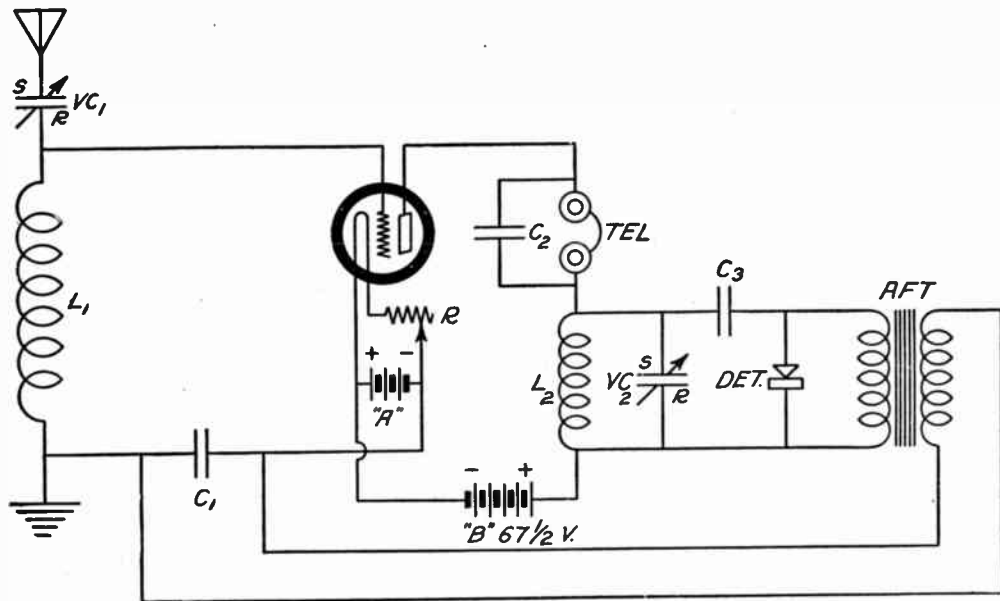 S
VC1
R
L1
C2
TEL
R
+ -
"A"
C1
- +
"B" 67 1/2 V.
L2
S
VC2
R
C3
DET.
AFT